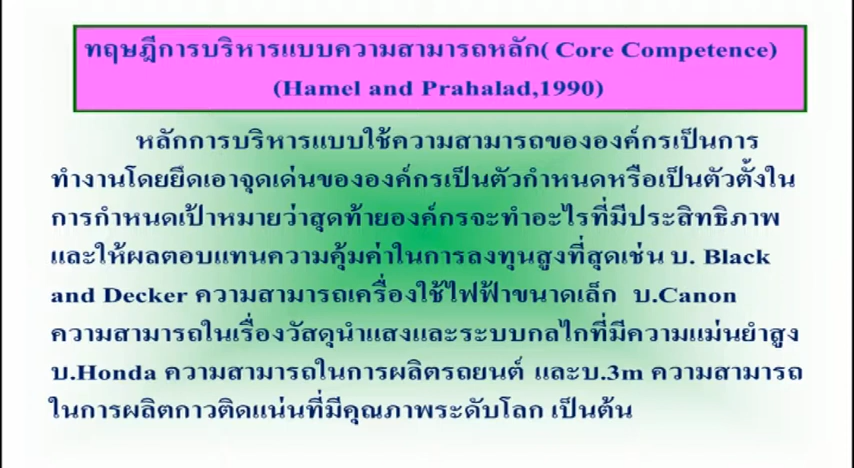 ทฤษฎีการบริหารแบบความสามารถหลัก( Core Competence)
(Hamel and Prahalad,1990)
หลักการบริหารแบบใช้ความสามารถขององค์กรเป็นการ
ทำงานโดยยึดเอาจุดเด่นขององค์กรเป็นตัวกำหนดหรือเป็นตัวตั้งใน
การกำหนดเป้าหมายว่าสุดท้ายองค์กรจะทำอะไรที่มีประสิทธิภาพ
และให้ผลตอบแทนความคุ้มค่าในการลงทุนสูงที่สุดเช่น บ. Black
and Decker ความสามารถเครื่องใช้ไฟฟ้าขนาดเล็ก บ.Canon
ความสามารถในเรื่องวัสดุนำแสงและระบบกลไกที่มีความแม่นยำสูง
บ.Honda ความสามารถในการผลิตรถยนต์ และบ.3m ความสามารถ
ในการผลิตกาวติดแน่นที่มีคุณภาพระดับโลก เป็นต้น